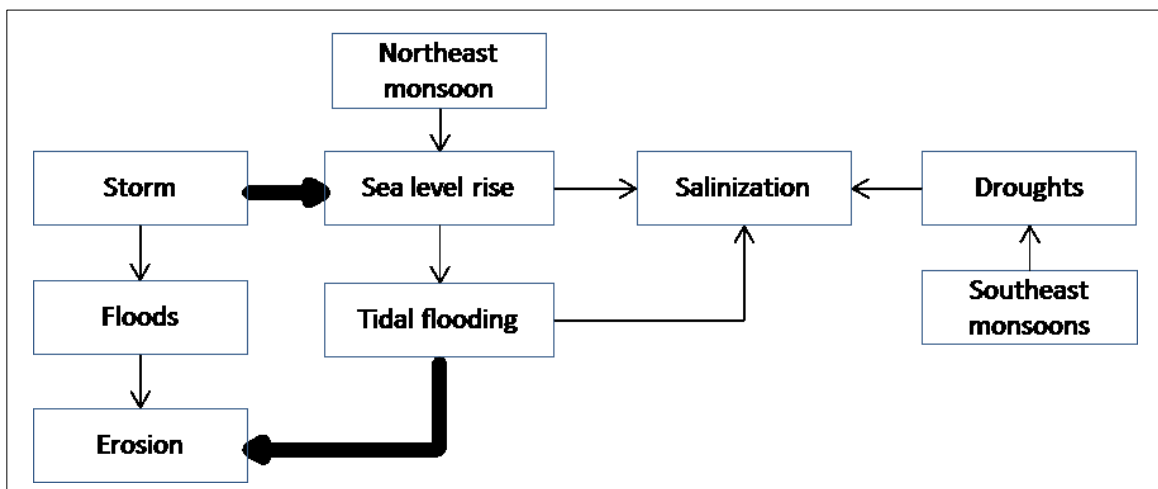 Northeast
monsoon
Storm
Sea level rise
Salinization
Droughts
Floods
Tidal flooding
Southeast
monsoons
Erosion